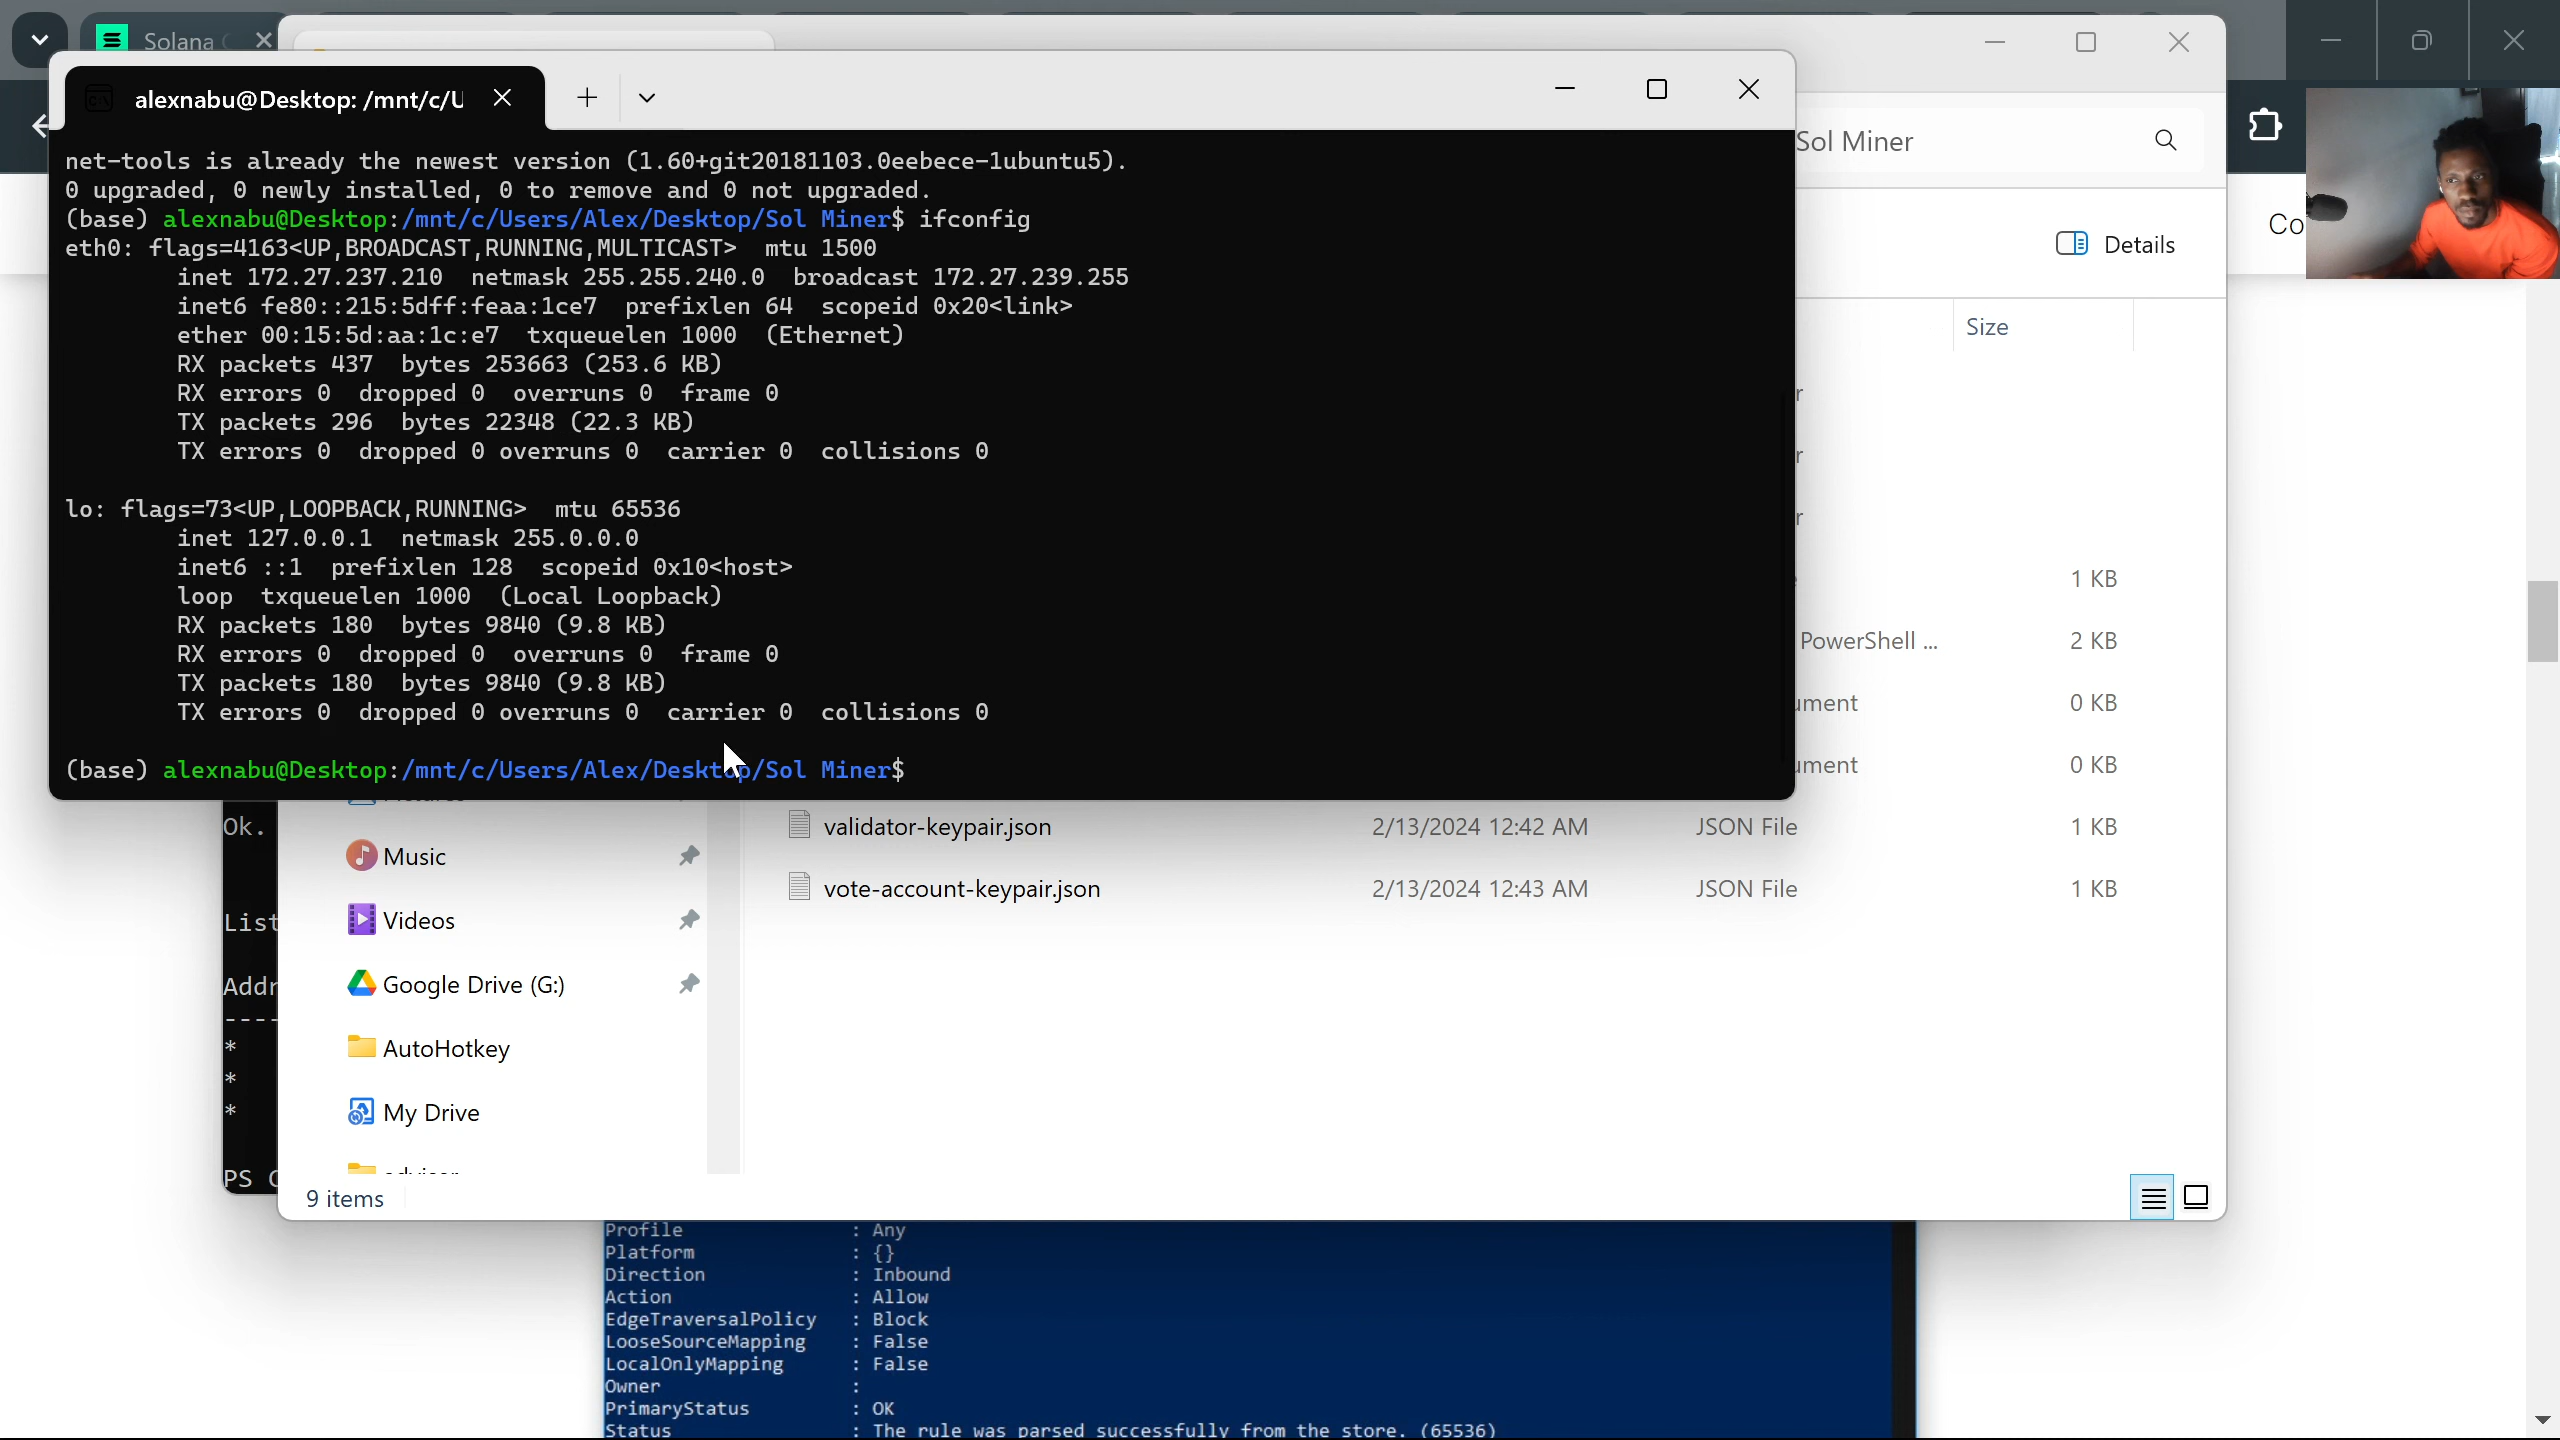 Solana
alexnabu@Desktop: /mnt/c/U
Sol Miner
net-tools is already the newest version (1.60+git20181103.0eebece-1ubuntu5).
0 upgraded, 0 newly installed, 0 to remove and 0 not upgraded.
(base) alexnabu@Desktop:/mnt/c/Users/Alex/Desktop/Sol Miner$ ifconfig
eth0: flags=4163<UP,BROADCAST,RUNNING,MULTICAST>  mtu 1500
inet 172.27.237.210  netmask 255.255.240.0  broadcast 172.27.239.255
inet6 fe80::215:5dff:feaa:1ce7  prefixlen 64  scopeid 0x20<link>
ether 00:15:5d:aa:1c:e7  txqueuelen 1000  (Ethernet)
RX packets 437  bytes 253663 (253.6 KB)
RX errors 0  dropped 0  overruns 0  frame 0
TX packets 296  bytes 22348 (22.3 KB)
TX errors 0  dropped 0 overruns 0  carrier 0  collisions 0
lo: flags=73<UP,LOOPBACK,RUNNING>  mtu 65536
inet 127.0.0.1  netmask 255.0.0.0
inet6 ::1  prefixlen 128  scopeid 0x10<host>
loop  txqueuelen 1000  (Local Loopback)
RX packets 180  bytes 9840 (9.8 KB)
RX errors 0  dropped 0  overruns 0  frame 0
TX packets 180  bytes 9840 (9.8 KB)
TX errors 0  dropped 0 overruns 0  carrier 0  collisions 0
(base) alexnabu@Desktop:/mnt/c/Users/Alex/Desktop/Sol Miner$
Co
Details
Size
1 KB
PowerShell ... 2 KB
ument 0 KB
ument 0 KB
validator-keypair.json 2/13/2024 12:42 AM JSON File 1 KB
vote-account-keypair.json 2/13/2024 12:43 AM JSON File 1 KB
Music
Videos
Google Drive (G:)
AutoHotkey
My Drive
9 items
Ok.
List
Addr
----
*
*
*
PS C
Profile : Any
Platform : {}
Direction : Inbound
Action : Allow
EdgeTraversalPolicy : Block
LooseSourceMapping : False
LocalOnlyMapping : False
Owner :
PrimaryStatus : OK
Status : The rule was parsed successfully from the store. (65536)